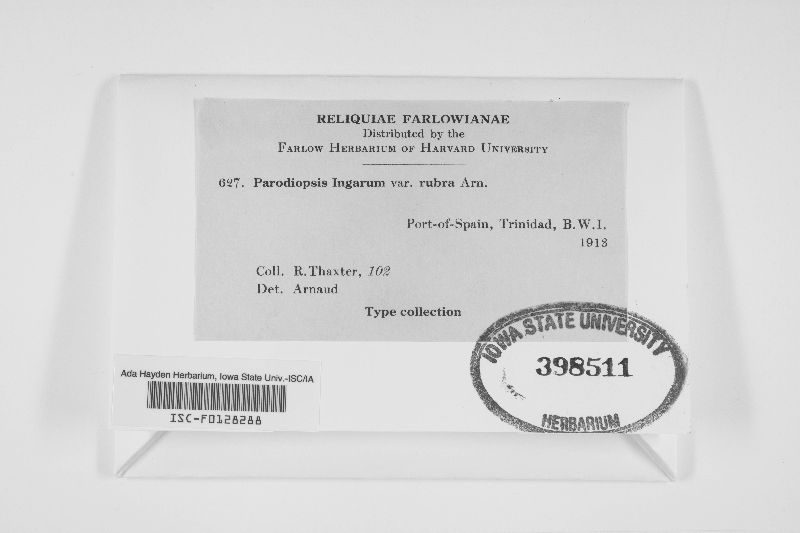 RELIQUIAE FARLOWIANAE
Distributed by the
FARLOW HERBARIUM OF HARVARD UNIVERSITY
627. Parodiopsis Ingarum var. rubra Arn.
Port-of-Spain, Trinidad, B.W.I.
1913
Coll. R. Thaxter, 102
Det. Arnaud
Type collection
IOWA STATE UNIVERSITY
398511
HERBARIUM
Ada Hayden Herbarium, Iowa State Univ.-ISC/IA
ISC-F0128288